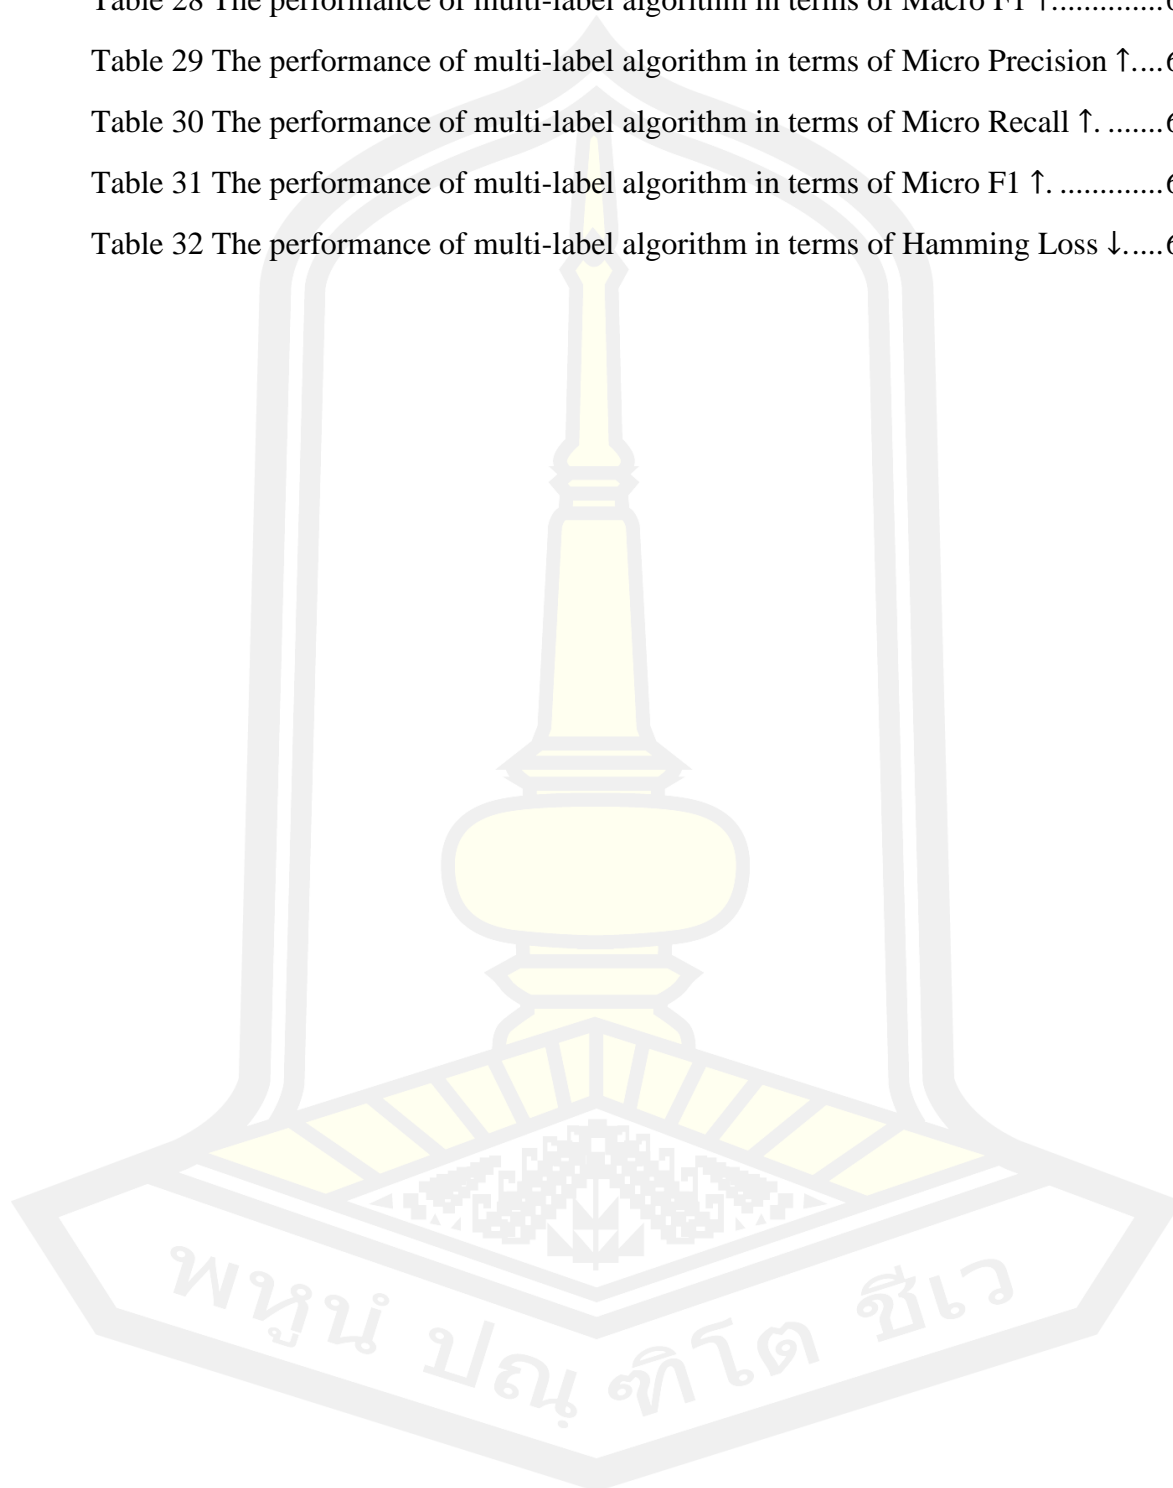 Table 28 The performance of multi-label algorithm in terms of Macro F1 ↑..............6
Table 29 The performance of multi-label algorithm in terms of Micro Precision ↑....6
Table 30 The performance of multi-label algorithm in terms of Micro Recall ↑. .......6
Table 31 The performance of multi-label algorithm in terms of Micro F1 ↑. .............6
Table 32 The performance of multi-label algorithm in terms of Hamming Loss ↓.....6
พหูนํ ปณฺฑิโต ชีเว